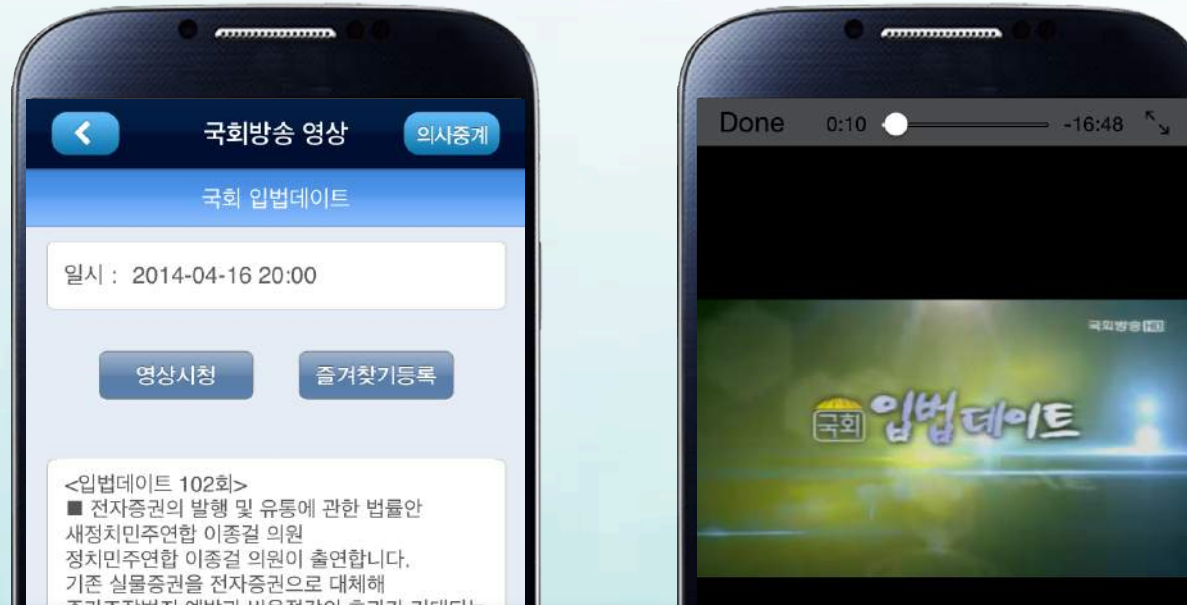 국회방송 영상
의사중계
국회 입법데이트
일시 : 2014-04-16 20:00
영상시청
즐겨찾기등록
<입법데이트 102회>
■ 전자증권의 발행 및 유통에 관한 법률안
새정치민주연합 이종걸 의원
정치민주연합 이종걸 의원이 출연합니다.
기존 실물증권을 전자증권으로 대체해
Done 0:10 -16:48
국회방송 HD
국회 입법데이트